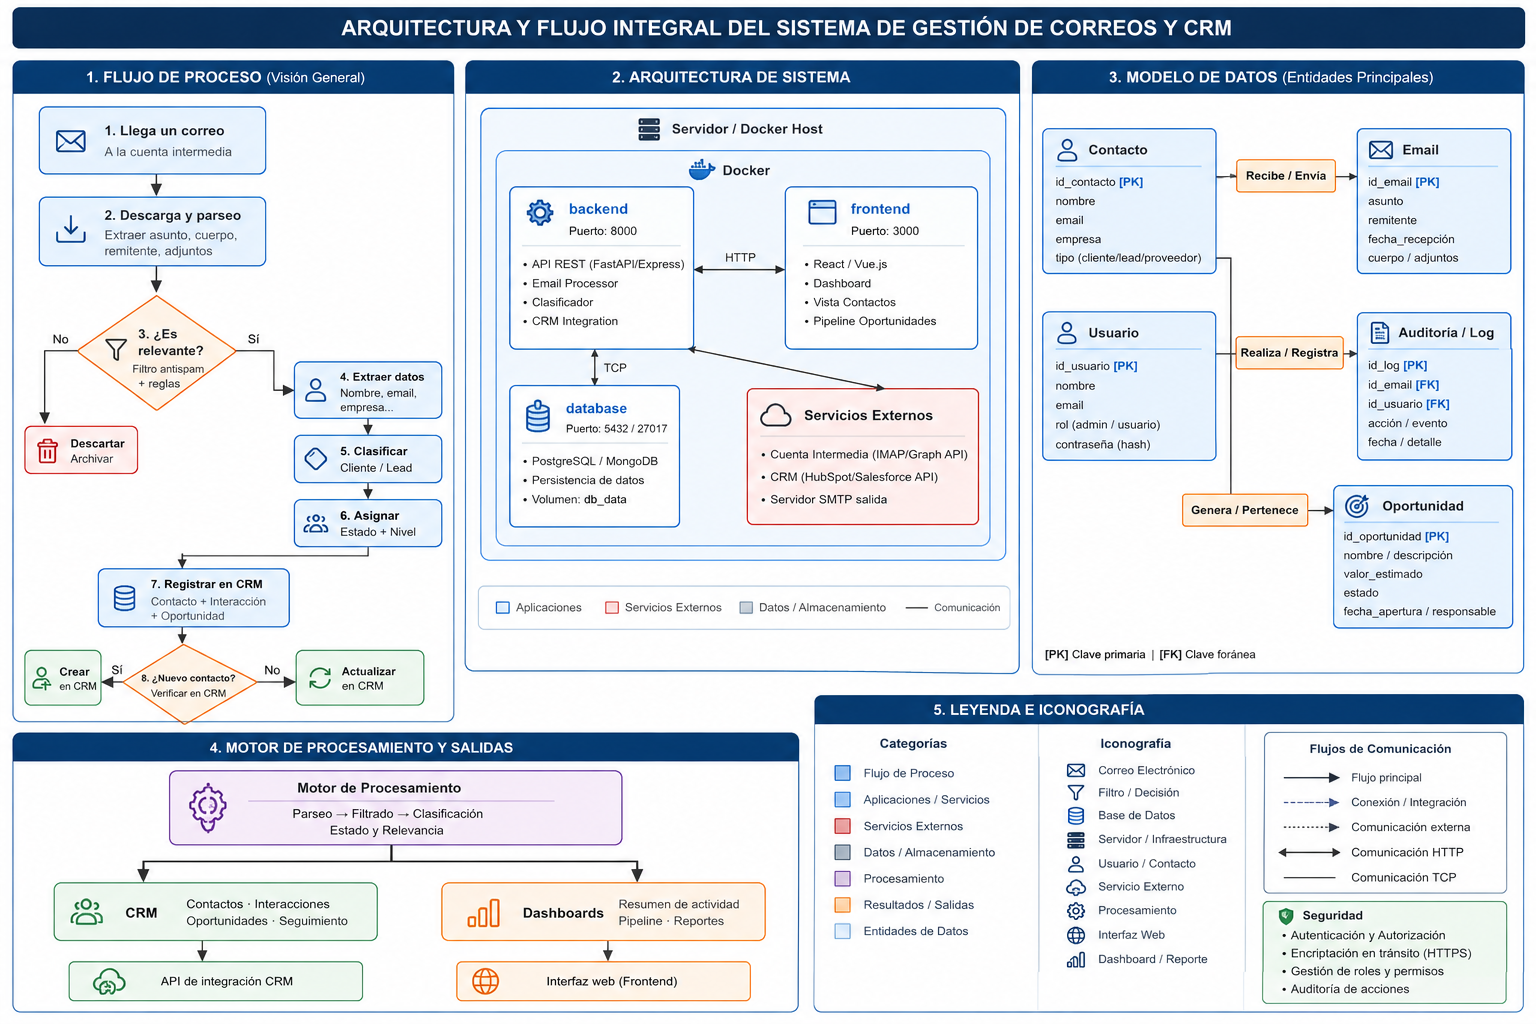 ARQUITECTURA Y FLUJO INTEGRAL DEL SISTEMA DE GESTIÓN DE CORREOS Y CRM
1. FLUJO DE PROCESO (Visión General)
1. Llega un correo
A la cuenta intermedia
2. Descarga y parseo
Extraer asunto, cuerpo,
remitente, adjuntos
3. ¿Es
relevante?
Filtro antispam
+ reglas
No
Sí
Descartar
Archivar
4. Extraer datos
Nombre, email,
empresa...
5. Clasificar
Cliente / Lead
6. Asignar
Estado + Nivel
7. Registrar en CRM
Contacto + Interacción
+ Oportunidad
8. ¿Nuevo contacto?
Verificar en CRM
Sí
No
Crear
en CRM
Actualizar
en CRM
2. ARQUITECTURA DE SISTEMA
Servidor / Docker Host
Docker
backend
Puerto: 8000
• API REST (FastAPI/Express)
• Email Processor
• Clasificador
• CRM Integration
HTTP
frontend
Puerto: 3000
• React / Vue.js
• Dashboard
• Vista Contactos
• Pipeline Oportunidades
TCP
database
Puerto: 5432 / 27017
• PostgreSQL / MongoDB
• Persistencia de datos
• Volumen: db_data
Servicios Externos
• Cuenta Intermedia (IMAP/Graph API)
• CRM (HubSpot/Salesforce API)
• Servidor SMTP salida
Aplicaciones
Servicios Externos
Datos / Almacenamiento
Comunicación
3. MODELO DE DATOS (Entidades Principales)
Contacto
id_contacto [PK]
nombre
email
empresa
tipo (cliente/lead/proveedor)
Recibe / Envía
Email
id_email [PK]
asunto
remitente
fecha_recepción
cuerpo / adjuntos
Usuario
id_usuario [PK]
nombre
email
rol (admin / usuario)
contraseña (hash)
Realiza / Registra
Auditoría / Log
id_log [PK]
id_email [FK]
id_usuario [FK]
acción / evento
fecha / detalle
Genera / Pertenece
Oportunidad
id_oportunidad [PK]
nombre / descripción
valor_estimado
estado
fecha_apertura / responsable
[PK] Clave primaria | [FK] Clave foránea
4. MOTOR DE PROCESAMIENTO Y SALIDAS
Motor de Procesamiento
Parseo → Filtrado → Clasificación
Estado y Relevancia
CRM
Contactos · Interacciones
Oportunidades · Seguimiento
Dashboards
Resumen de actividad
Pipeline · Reportes
API de integración CRM
Interfaz web (Frontend)
5. LEYENDA E ICONOGRAFÍA
Categorías
Flujo de Proceso
Aplicaciones / Servicios
Servicios Externos
Datos / Almacenamiento
Procesamiento
Resultados / Salidas
Entidades de Datos
Iconografía
Correo Electrónico
Filtro / Decisión
Base de Datos
Servidor / Infraestructura
Usuario / Contacto
Servicio Externo
Procesamiento
Interfaz Web
Dashboard / Reporte
Flujos de Comunicación
Flujo principal
Conexión / Integración
Comunicación externa
Comunicación HTTP
Comunicación TCP
Seguridad
• Autenticación y Autorización
• Encriptación en tránsito (HTTPS)
• Gestión de roles y permisos
• Auditoría de acciones